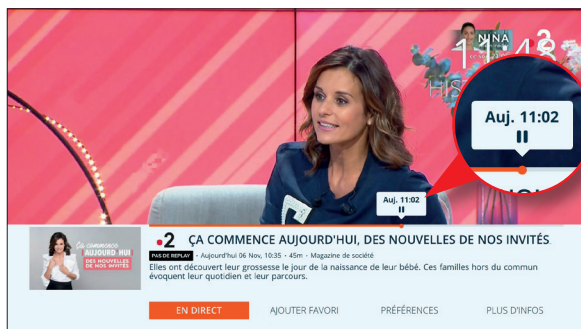 NINA
11:48
2
HIS
Auj. 11:02
Auj. 11:02
Ça commence
AUJOURD'HUI
DES NOUVELLES
DE NOS INVITÉS
2 ÇA COMMENCE AUJOURD'HUI, DES NOUVELLES DE NOS INVITÉS
PAS DE REPLAY • Aujourd'hui 06 Nov, 10:35 • 45m • Magazine de société
Elles ont découvert leur grossesse le jour de la naissance de leur bébé. Ces familles hors du commun
évoquent leur quotidien et leur parcours.
EN DIRECT AJOUTER FAVORI PRÉFÉRENCES PLUS D'INFOS